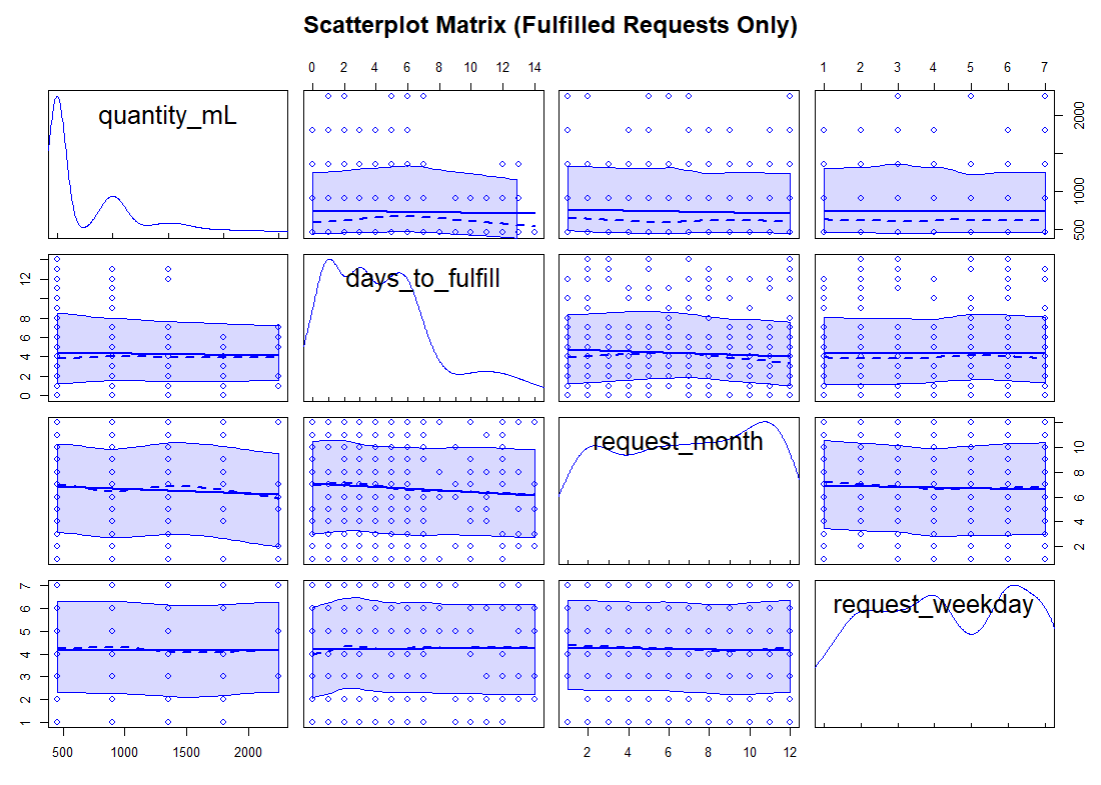 Scatterplot Matrix (Fulfilled Requests Only)
0 2 4 6 8 10 12 14
1 2 3 4 5 6 7
quantity_mL
500 1000 2000
days_to_fulfill
0 2 4 6 8 12
request_month
2 4 6 8 10
request_weekday
1 2 3 4 5 6 7
500 1000 1500 2000
2 4 6 8 10 12